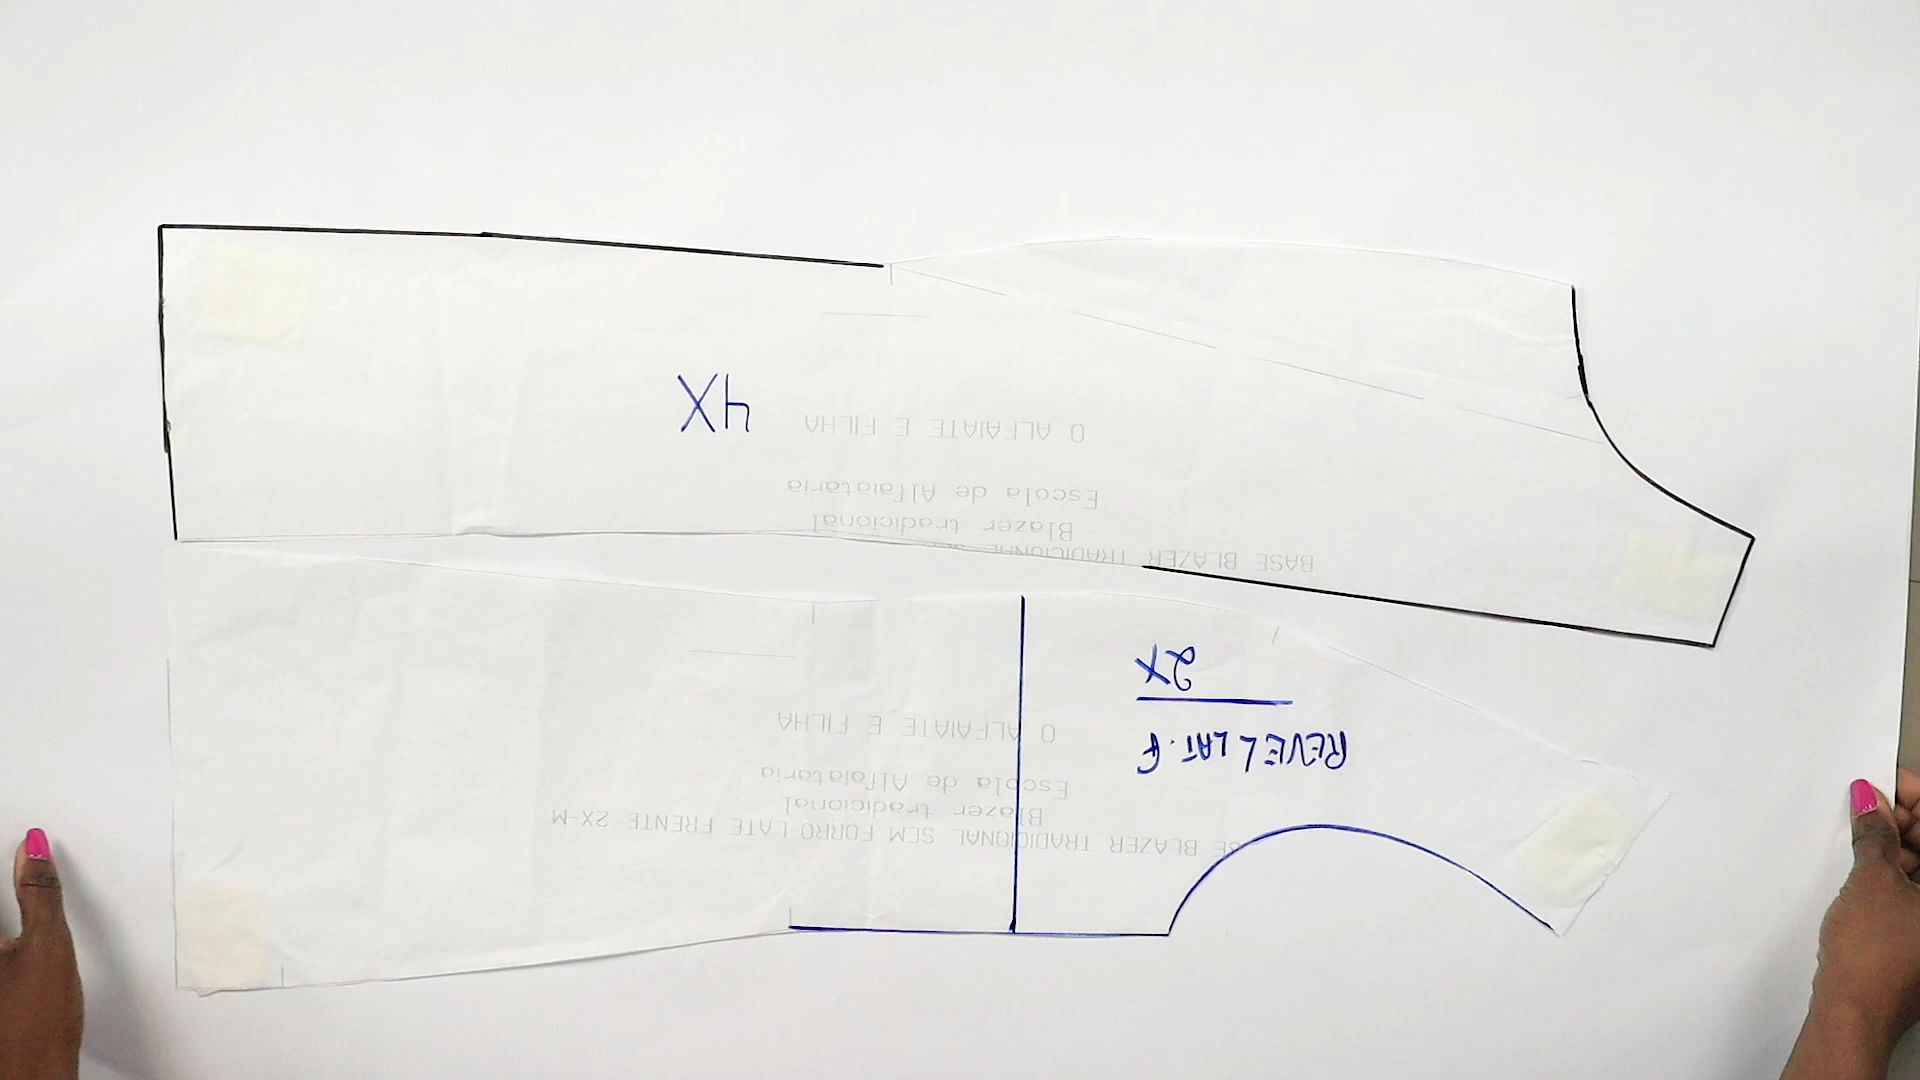 SE BLAZER TRADICIONAL SEM FORRO-LATE FRENTE 2X-M
Blazer tradicional
Escola de Alfaiataria
O ALFAIATE E FILHA
REVEL LAT. F
2X
BASE BLAZER TRADICIONAL
Blazer tradicional
Escola de Alfaiataria
O ALFAIATE E FILHA
4X